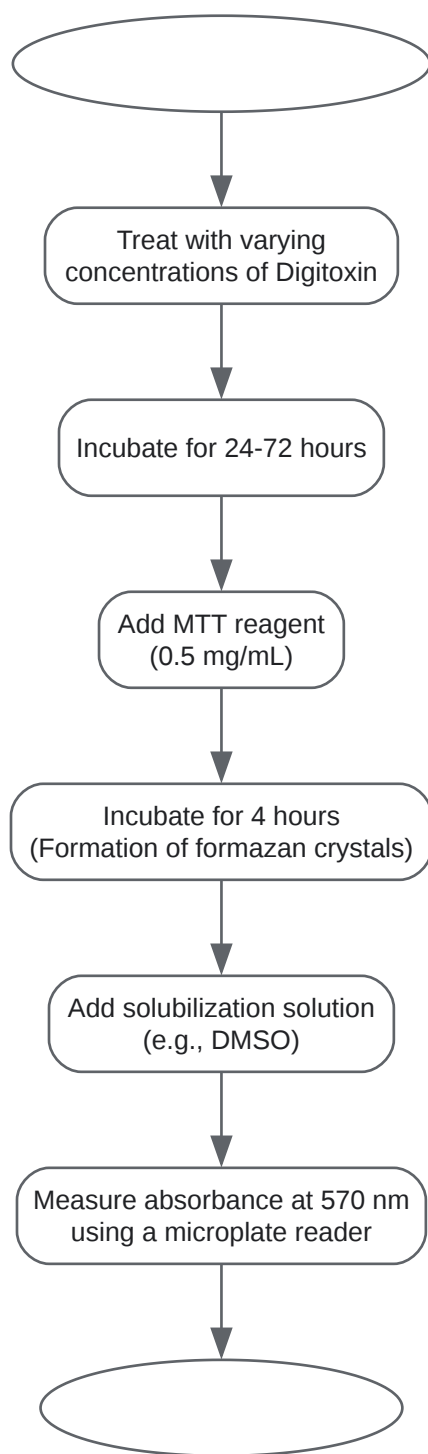 Treat with varying
concentrations of Digitoxin
Incubate for 24-72 hours
Add MTT reagent
(0.5 mg/mL)
Incubate for 4 hours
(Formation of formazan crystals)
Add solubilization solution
(e.g., DMSO)
Measure absorbance at 570 nm
using a microplate reader